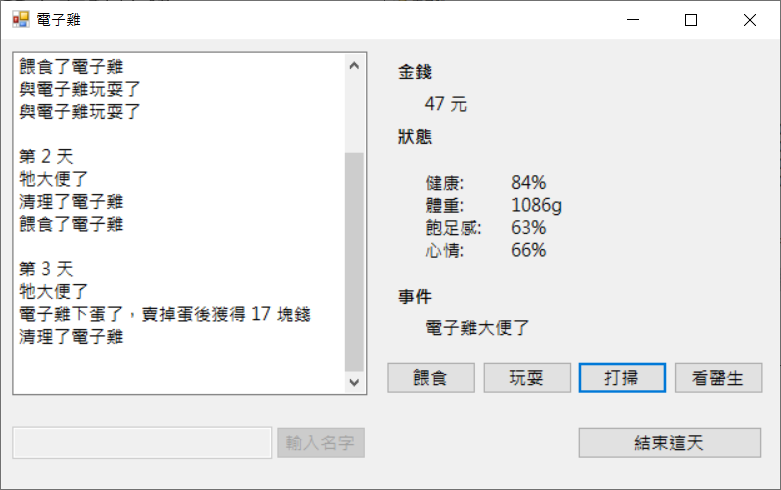 電子雞
餵食了電子雞
與電子雞玩耍了
與電子雞玩耍了
第 2 天
牠大便了
清理了電子雞
餵食了電子雞
第 3 天
牠大便了
電子雞下蛋了，賣掉蛋後獲得 17 塊錢
清理了電子雞
金錢
47 元
狀態
健康: 84%
體重: 1086g
飽足感: 63%
心情: 66%
事件
電子雞大便了
餵食 玩耍 打掃 看醫生
輸入名字 結束這天